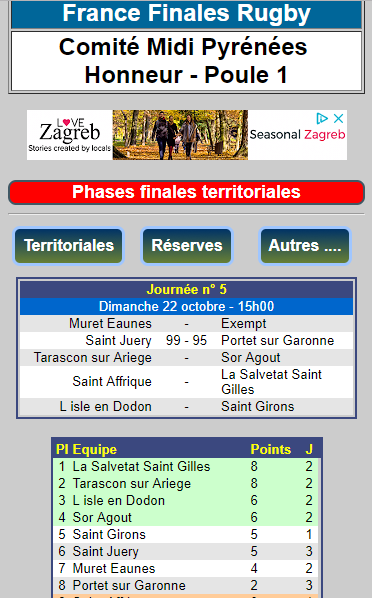 France Finales Rugby
Comité Midi Pyrénées
Honneur - Poule 1
LOVE
Zagreb
Stories created by locals
Seasonal Zagreb
Phases finales territoriales
Territoriales Réserves Autres ....
Journée n° 5
Dimanche 22 octobre - 15h00
Muret Eaunes - Exempt
Saint Juery 99 - 95 Portet sur Garonne
Tarascon sur Ariege - Sor Agout
Saint Affrique - La Salvetat Saint
Gilles
L isle en Dodon - Saint Girons
Pl Equipe Points J
1 La Salvetat Saint Gilles 8 2
2 Tarascon sur Ariege 8 2
3 L isle en Dodon 6 2
4 Sor Agout 6 2
5 Saint Girons 5 1
6 Saint Juery 5 3
7 Muret Eaunes 4 2
8 Portet sur Garonne 2 3